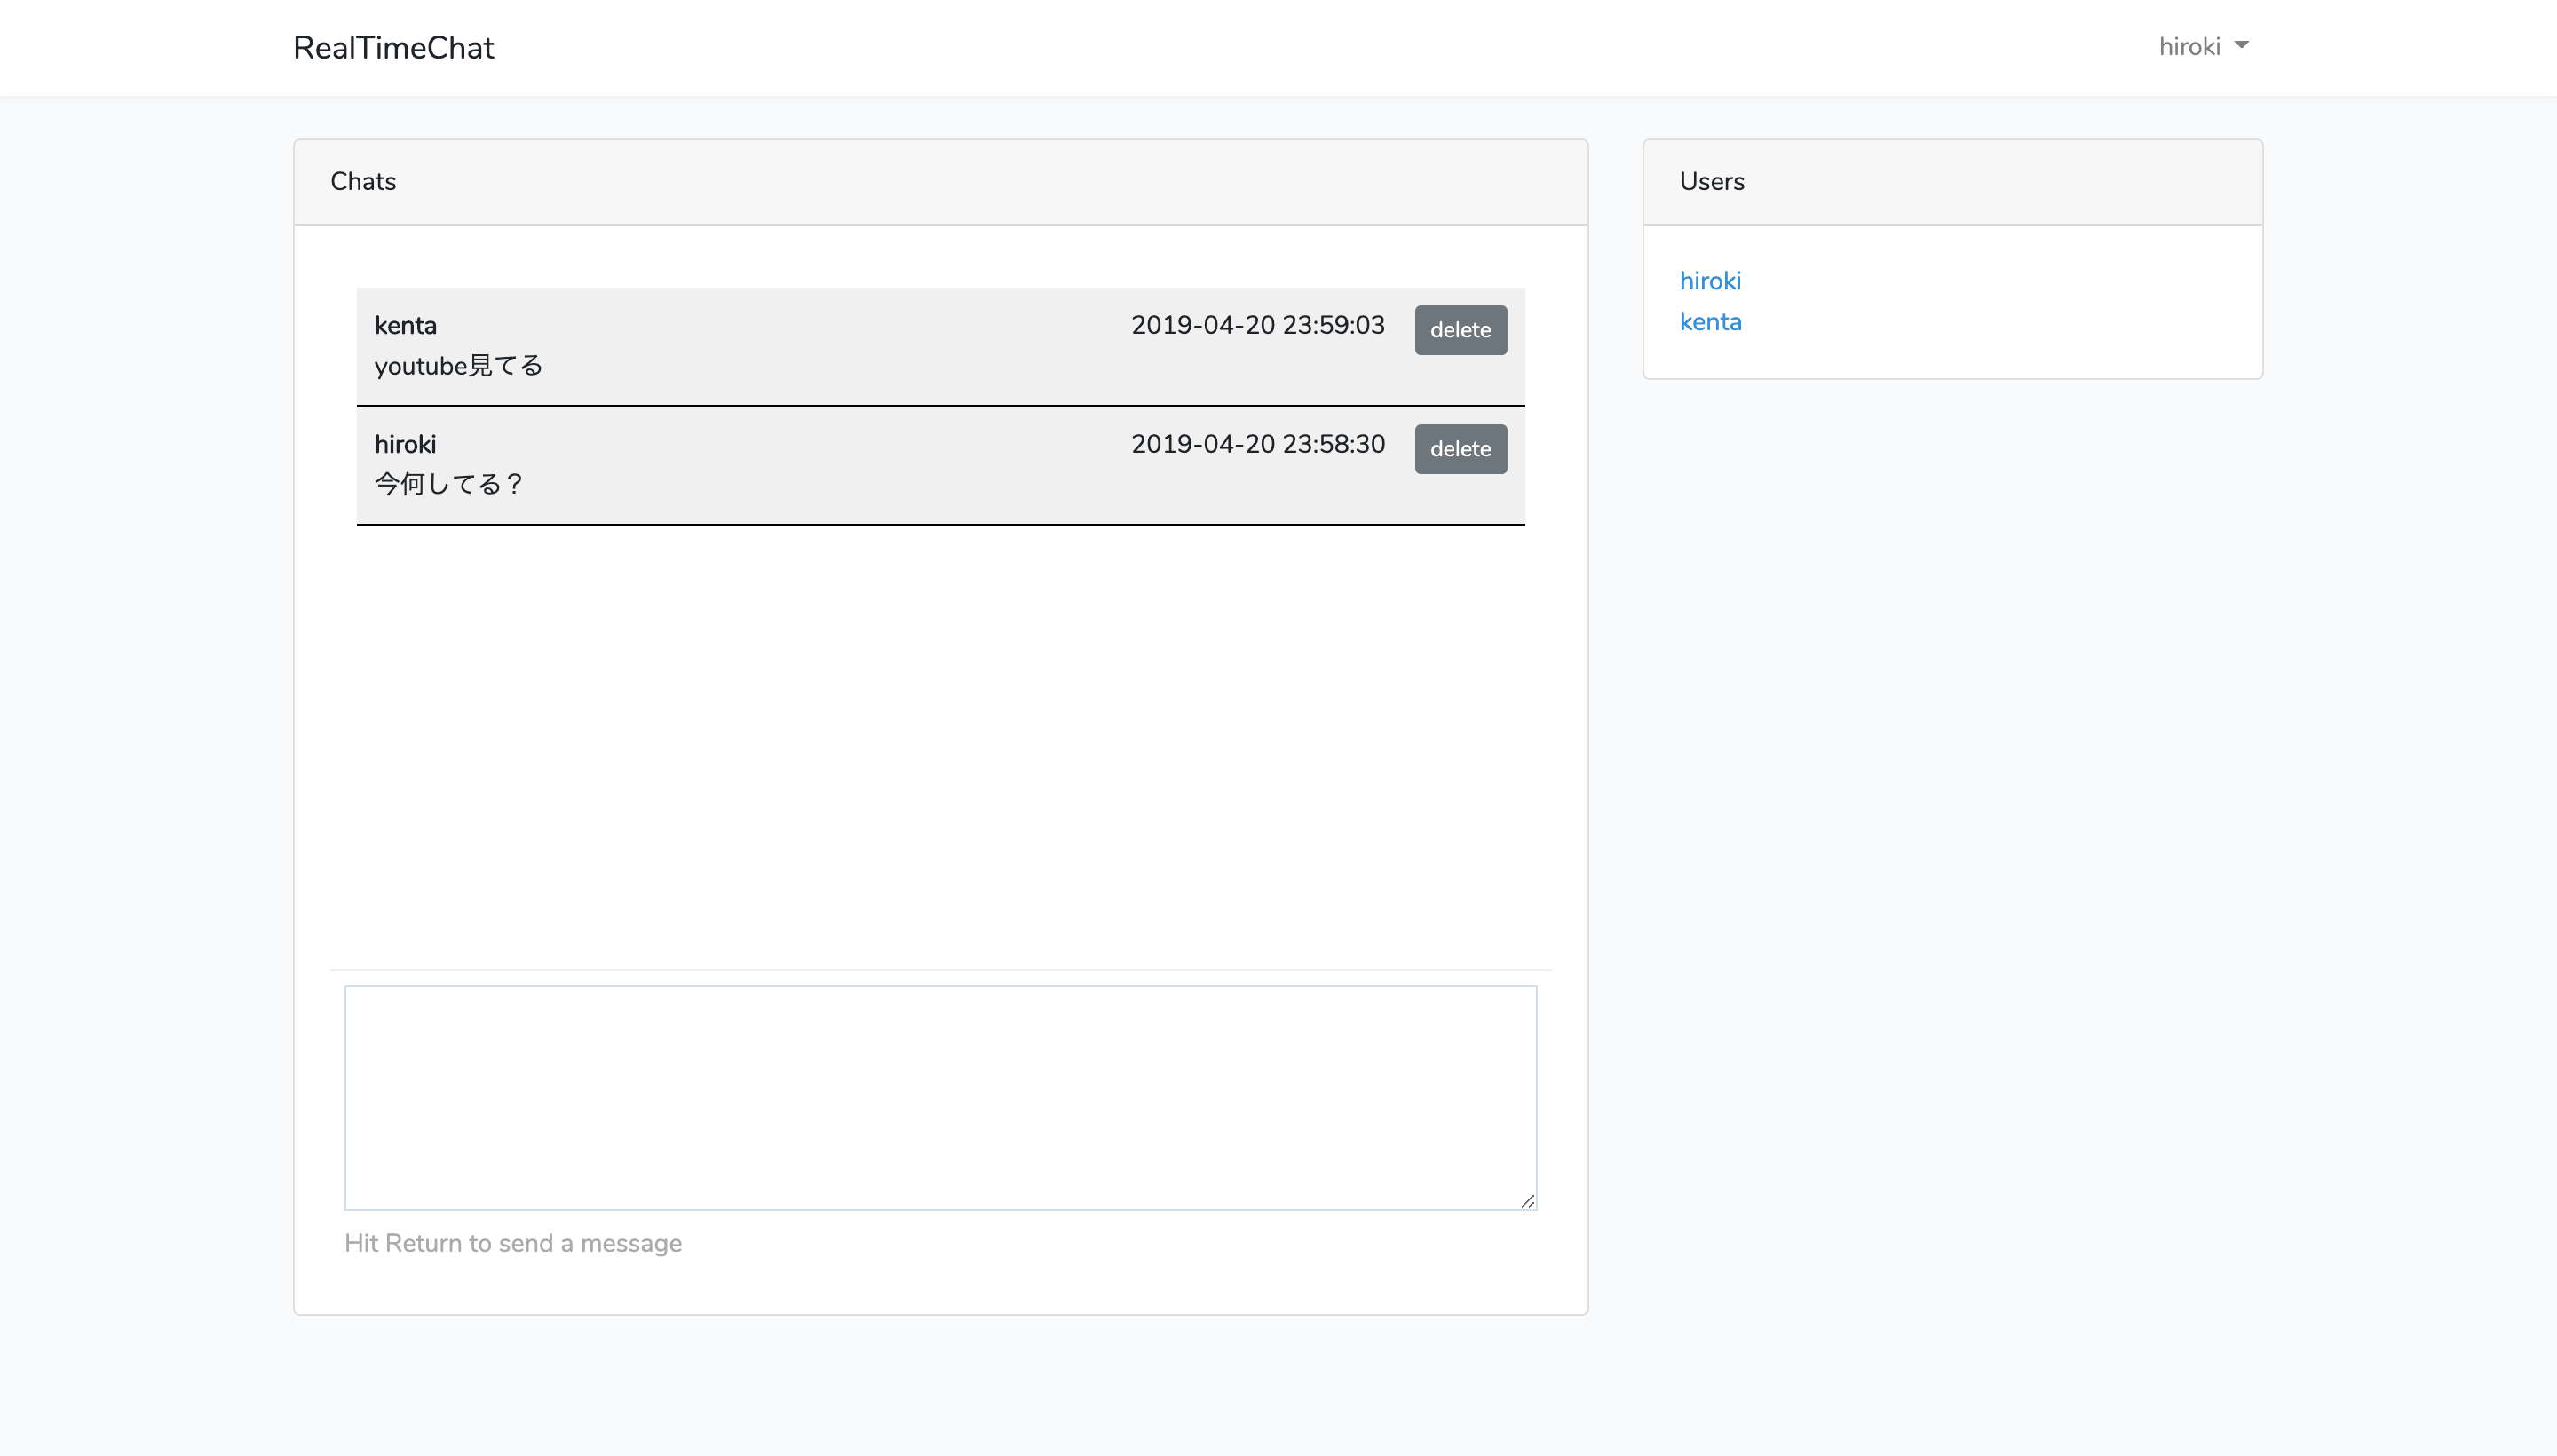 RealTimeChat
hiroki
Chats
kenta 2019-04-20 23:59:03 delete
youtube見てる
hiroki 2019-04-20 23:58:30 delete
今何してる？
Hit Return to send a message
Users
hiroki
kenta